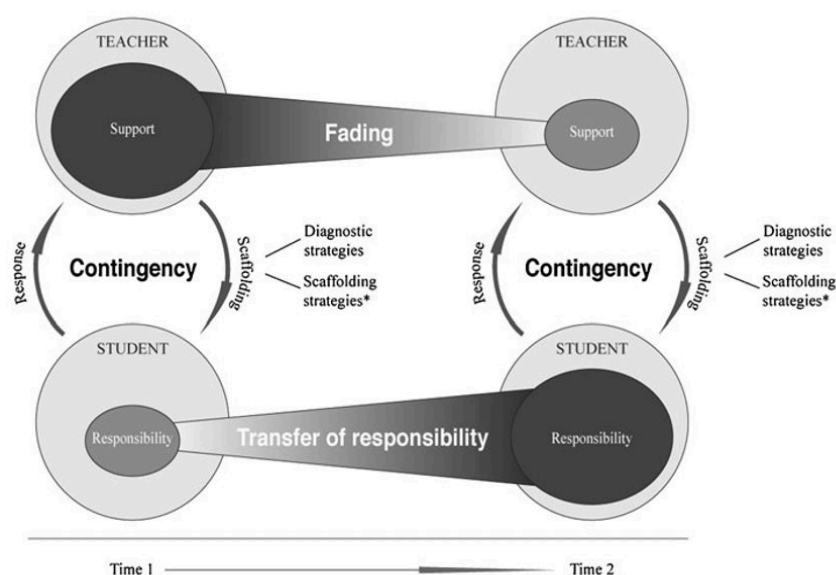 TEACHER
TEACHER
Support
Fading
Support
Response
Contingency
Scaffolding
Diagnostic
strategies
Scaffolding
strategies*
Response
Contingency
Scaffolding
Diagnostic
strategies
Scaffolding
strategies*
STUDENT
STUDENT
Responsibility
Transfer of responsibility
Responsibility
Time 1
Time 2